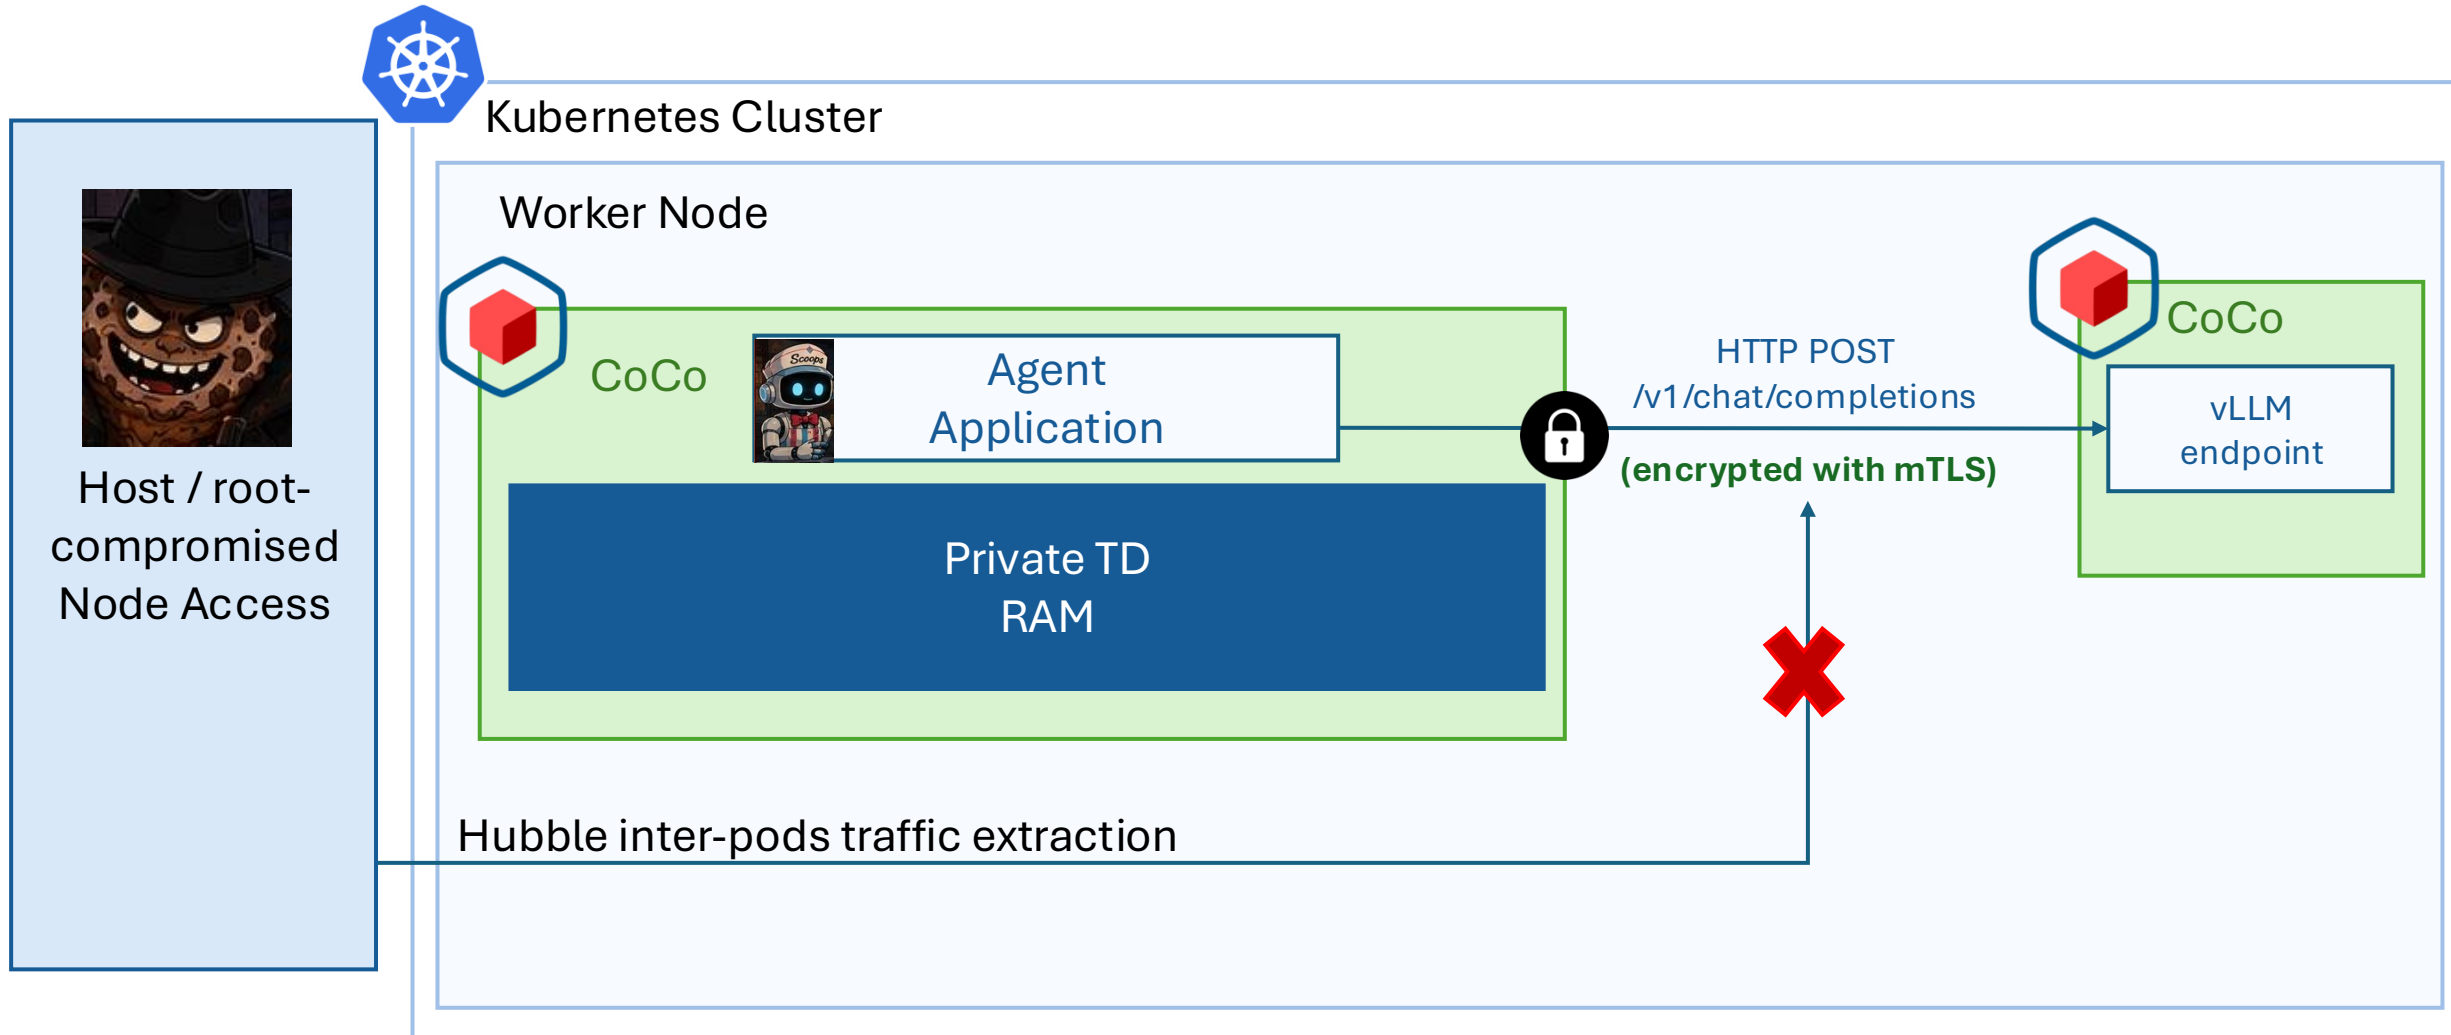 Kubernetes Cluster
Worker Node
Host / root-
compromised
Node Access
CoCo
Scoops
Agent
Application
HTTP POST
/v1/chat/completions
(encrypted with mTLS)
CoCo
vLLM
endpoint
Private TD
RAM
Hubble inter-pods traffic extraction